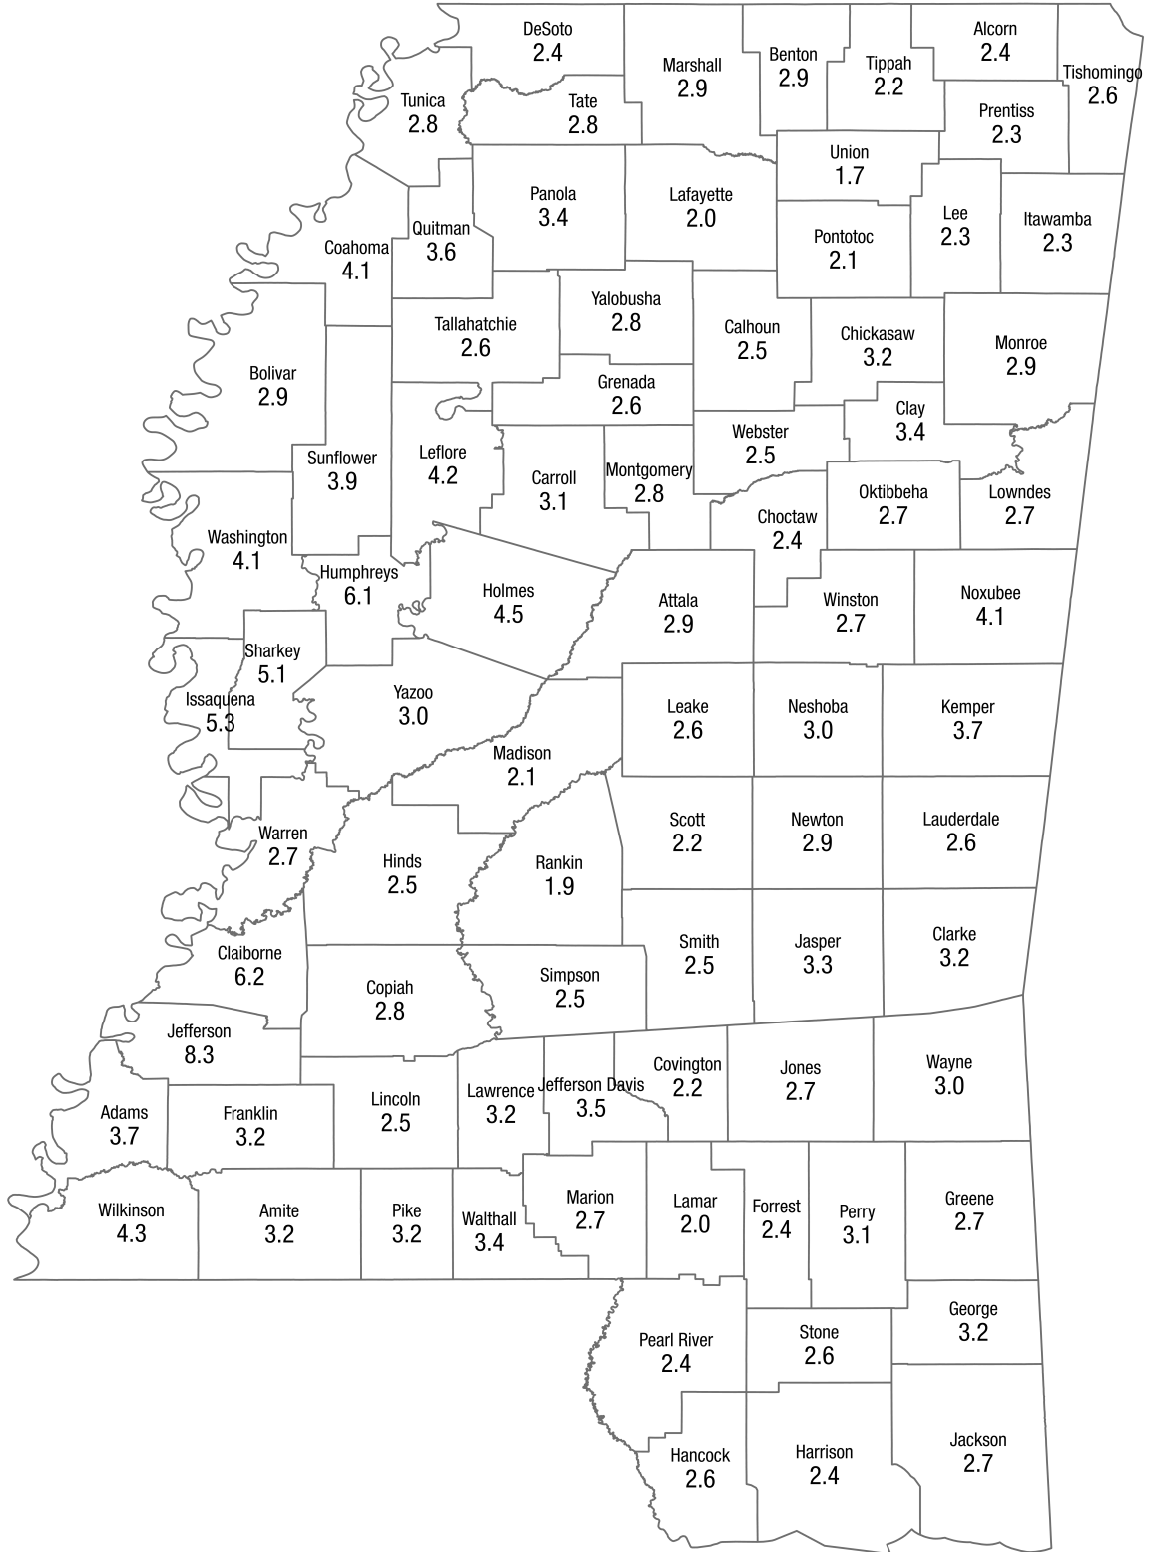 DeSoto
2.4
Marshall
2.9
Benton
2.9
Tippah
2.2
Alcorn
2.4
Tishomingo
2.6
Tunica
2.8
Tate
2.8
Prentiss
2.3
Union
1.7
Panola
3.4
Lafayette
2.0
Coahoma
4.1
Quitman
3.6
Pontotoc
2.1
Lee
2.3
Itawamba
2.3
Tallahatchie
2.6
Yalobusha
2.8
Calhoun
2.5
Chickasaw
3.2
Monroe
2.9
Bolivar
2.9
Grenada
2.6
Clay
3.4
Sunflower
3.9
Leflore
4.2
Carroll
3.1
Montgomery
2.8
Webster
2.5
Oktibbeha
2.7
Lowndes
2.7
Choctaw
2.4
Washington
4.1
Humphreys
6.1
Holmes
4.5
Attala
2.9
Winston
2.7
Noxubee
4.1
Sharkey
5.1
Issaquena
5.3
Yazoo
3.0
Leake
2.6
Neshoba
3.0
Kemper
3.7
Madison
2.1
Warren
2.7
Hinds
2.5
Rankin
1.9
Scott
2.2
Newton
2.9
Lauderdale
2.6
Claiborne
6.2
Copiah
2.8
Simpson
2.5
Smith
2.5
Jasper
3.3
Clarke
3.2
Jefferson
8.3
Adams
3.7
Franklin
3.2
Lincoln
2.5
Lawrence
3.2
Jefferson Davis
3.5
Covington
2.2
Jones
2.7
Wayne
3.0
Wilkinson
4.3
Amite
3.2
Pike
3.2
Walthall
3.4
Marion
2.7
Lamar
2.0
Forrest
2.4
Perry
3.1
Greene
2.7
Pearl River
2.4
Stone
2.6
George
3.2
Hancock
2.6
Harrison
2.4
Jackson
2.7